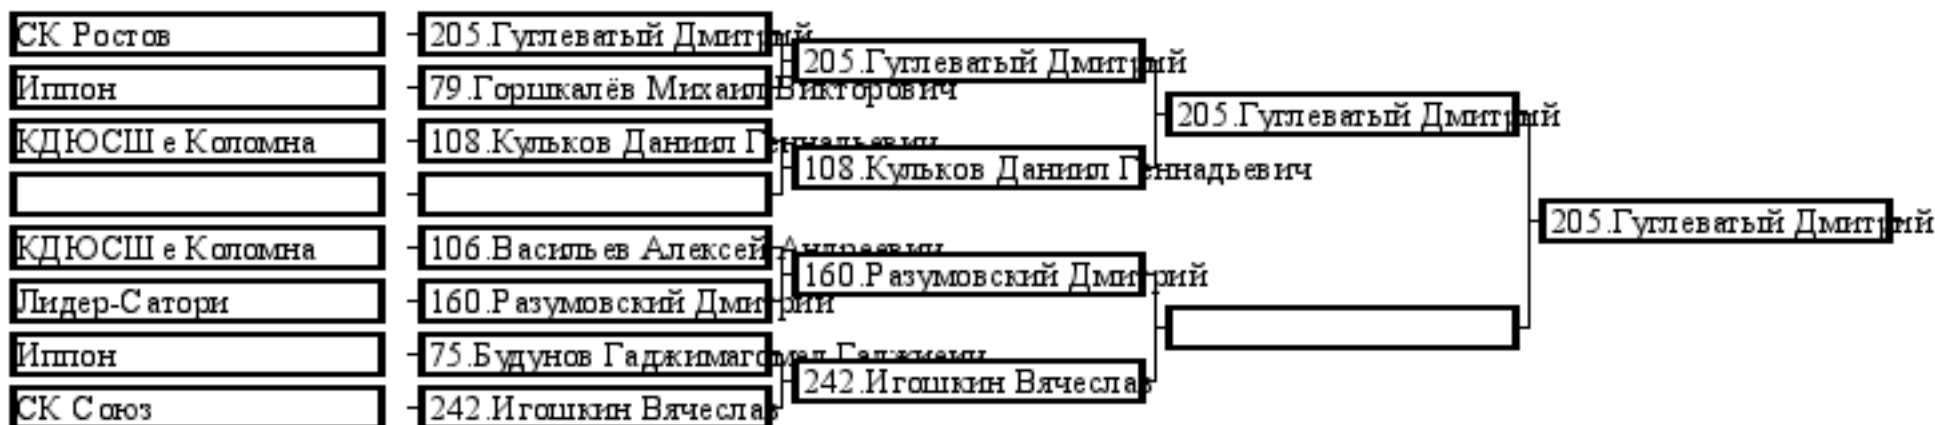 СК Ростов
205.Гуглеватый Дмитрий
205.Гуглеватый Дмитрий
Иппон
79.Горшкалёв Михаил Викторович
205.Гуглеватый Дмитрий
КДЮСШ е Коломна
108.Кульков Даниил Геннадьевич
108.Кульков Даниил Геннадьевич
205.Гуглеватый Дмитрий
КДЮСШ е Коломна
106.Васильев Алексей Андреевич
160.Разумовский Дмитрий
Лидер-Сатори
160.Разумовский Дмитрий
Иппон
75.Будунов Гаджимагомед
242.Игошкин Вячеслав
СК Союз
242.Игошкин Вячеслав